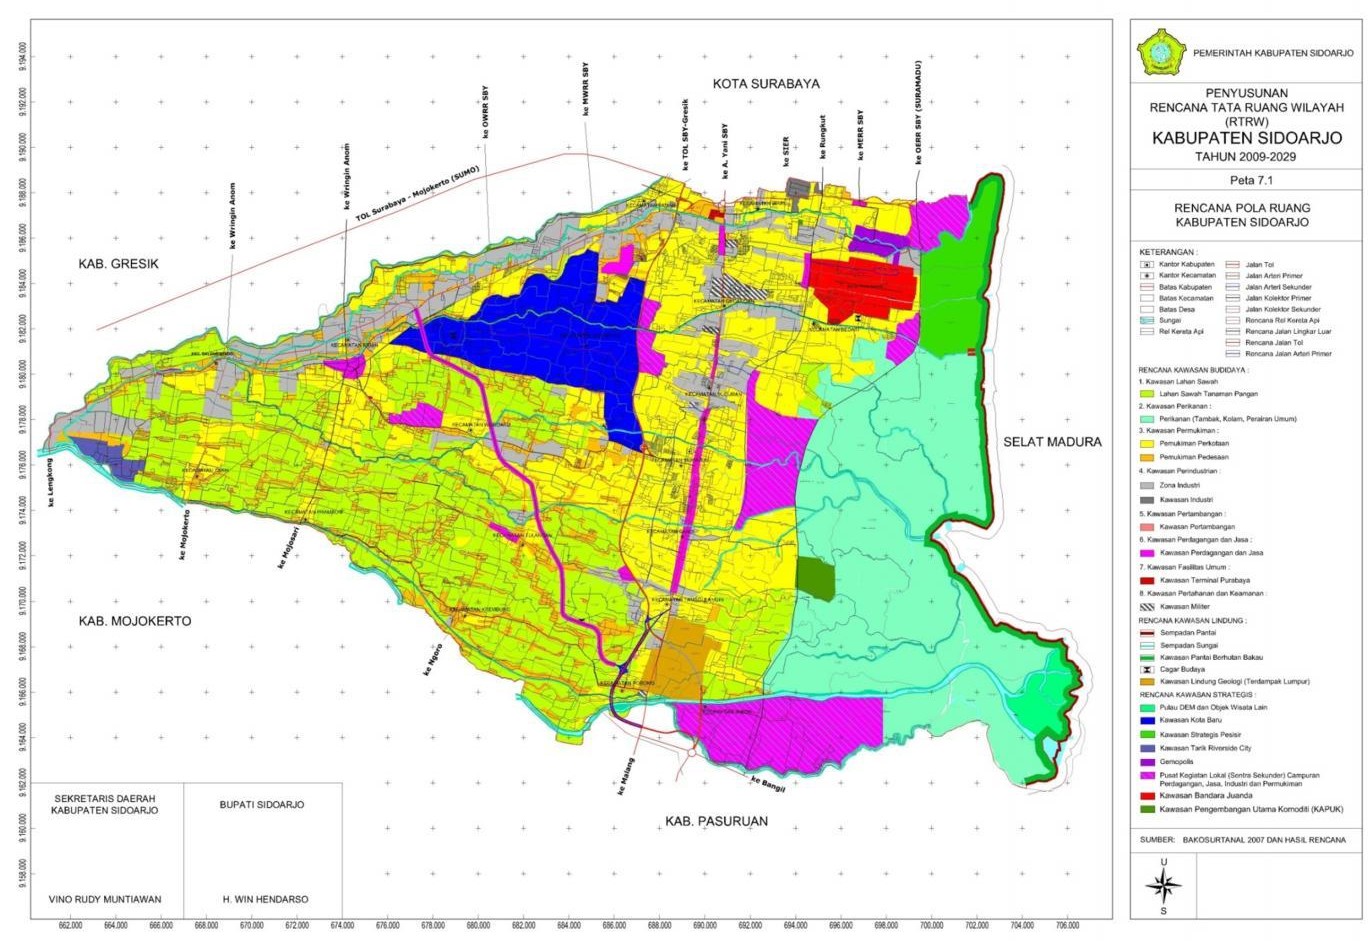 KOTA SURABAYA
KAB. GRESIK
KAB. MOJOKERTO
KAB. PASURUAN
SELAT MADURA
ke Wringin Anom
ke Wringin Anom
TOL Surabaya - Mojokerto (SUMO)
ke OWRR SBY
ke MWRR SBY
ke TOL SBY-Gresik
ke A. Yani SBY
ke SIER
ke Rungkut
ke MERR SBY
ke OERR SBY (SURAMADU)
ke Lengkong
ke Mojokerto
ke Mojosari
ke Ngoro
ke Malang
ke Bangil
9.194.000
9.192.000
9.190.000
9.188.000
9.186.000
9.184.000
9.182.000
9.180.000
9.178.000
9.176.000
9.174.000
9.172.000
9.170.000
9.168.000
9.166.000
9.164.000
9.162.000
9.160.000
9.158.000
662.000 664.000 666.000 668.000 670.000 672.000 674.000 676.000 678.000 680.000 682.000 684.000 686.000 688.000 690.000 692.000 694.000 696.000 698.000 700.000 702.000 704.000 706.000
SEKRETARIS DAERAH
KABUPATEN SIDOARJO
VINO RUDY MUNTIAWAN
BUPATI SIDOARJO
H. WIN HENDARSO
PEMERINTAH KABUPATEN SIDOARJO
PENYUSUNAN
RENCANA TATA RUANG WILAYAH
(RTRW)
KABUPATEN SIDOARJO
TAHUN 2009-2029
Peta 7.1
RENCANA POLA RUANG
KABUPATEN SIDOARJO
KETERANGAN :
Kantor Kabupaten
Kantor Kecamatan
Batas Kabupaten
Batas Kecamatan
Batas Desa
Sungai
Rel Kereta Api
Jalan Tol
Jalan Arteri Primer
Jalan Arteri Sekunder
Jalan Kolektor Primer
Jalan Kolektor Sekunder
Rencana Rel Kereta Api
Rencana Jalan Lingkar Luar
Rencana Jalan Tol
Rencana Jalan Arteri Primer
RENCANA KAWASAN BUDIDAYA :
1. Kawasan Lahan Sawah
Lahan Sawah Tanaman Pangan
2. Kawasan Perikanan :
Perikanan (Tambak, Kolam, Perairan Umum)
3. Kawasan Permukiman :
Pemukiman Perkotaan
Pemukiman Pedesaan
4. Kawasan Perindustrian :
Zona Industri
Kawasan Industri
5. Kawasan Pertambangan :
Kawasan Pertambangan
6. Kawasan Perdagangan dan Jasa :
Kawasan Perdagangan dan Jasa
7. Kawasan Fasilitas Umum :
Kawasan Terminal Purabaya
8. Kawasan Pertahanan dan Keamanan :
Kawasan Militer
RENCANA KAWASAN LINDUNG :
Sempadan Pantai
Sempadan Sungai
Kawasan Pantai Berhutan Bakau
Cagar Budaya
Kawasan Lindung Geologi (Terdampak Lumpur)
RENCANA KAWASAN STRATEGIS :
Pulau DEM dan Objek Wisata Lain
Kawasan Kota Baru
Kawasan Strategis Pesisir
Kawasan Tarik Riverside City
Gemopolis
Pusat Kegiatan Lokal (Sentra Sekunder) Campuran
Perdagangan, Jasa, Industri dan Permukiman
Kawasan Bandara Juanda
Kawasan Pengembangan Utama Komoditi (KAPUK)
SUMBER: BAKOSURTANAL 2007 DAN HASIL RENCANA
U
S